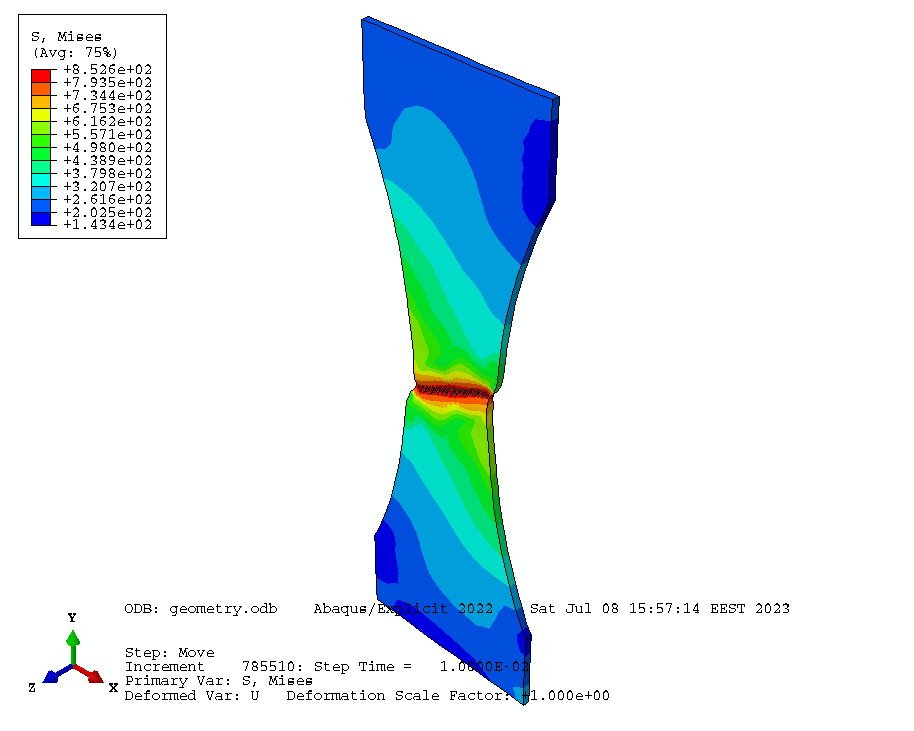 S, Mises
(Avg: 75%)
+8.526e+02
+7.935e+02
+7.344e+02
+6.753e+02
+6.162e+02
+5.571e+02
+4.980e+02
+4.389e+02
+3.798e+02
+3.207e+02
+2.616e+02
+2.025e+02
+1.434e+02
ODB: geometry.odb Abaqus/Explicit 2022 Sat Jul 08 15:57:14 EEST 2023
Y
Z
X
Step: Move
Increment 785510: Step Time = 1.0600E-02
Primary Var: S, Mises
Deformed Var: U Deformation Scale Factor: +1.000e+00